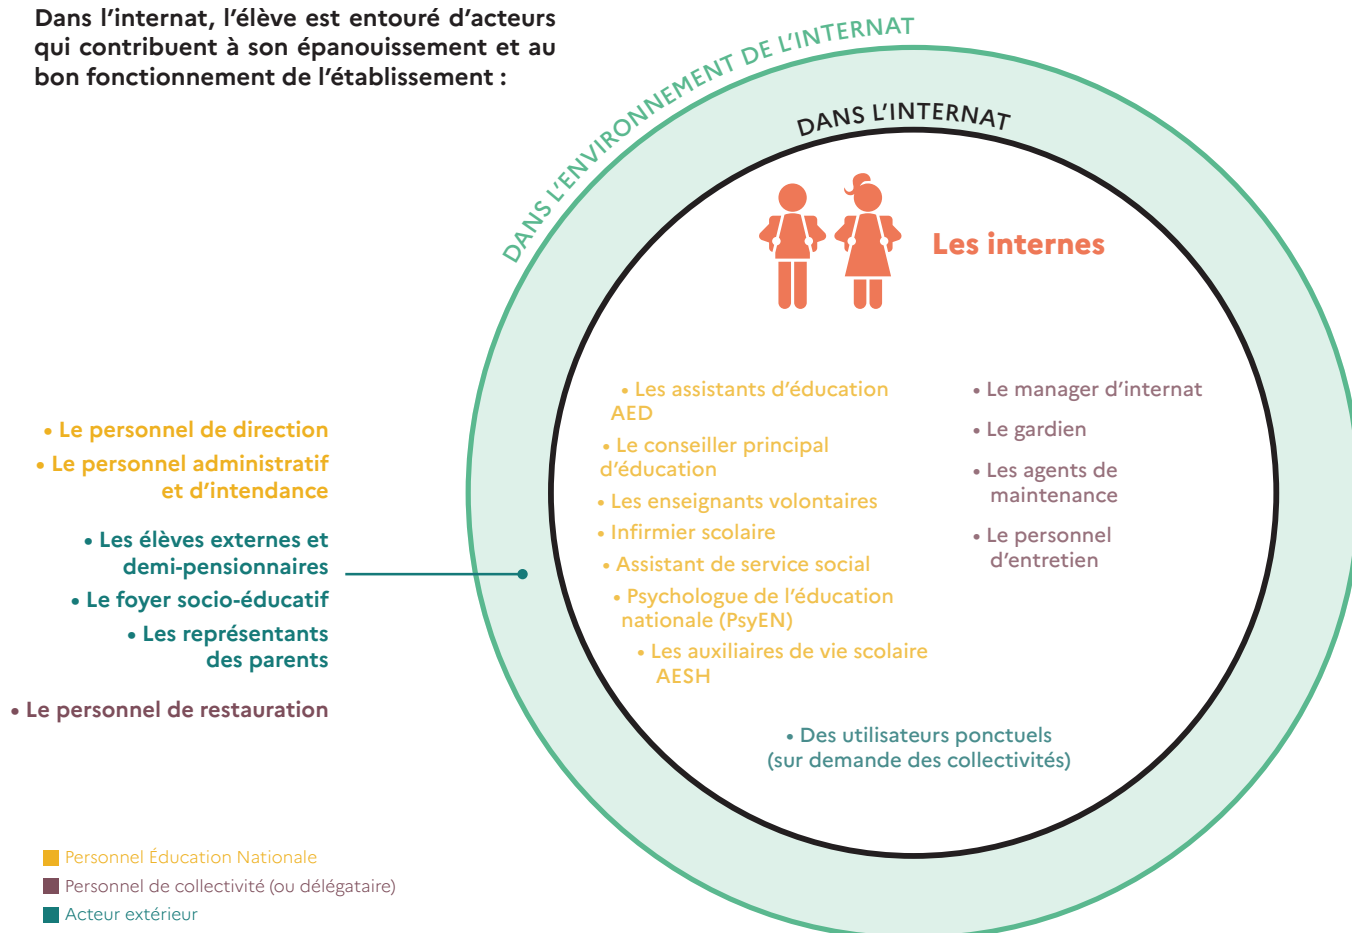 Dans l’internat, l’élève est entouré d’acteurs
qui contribuent à son épanouissement et au
bon fonctionnement de l’établissement :
DANS L’ENVIRONNEMENT DE L’INTERNAT
DANS L’INTERNAT
Les internes
• Les assistants d’éducation
AED
• Le conseiller principal
d’éducation
• Les enseignants volontaires
• Infirmier scolaire
• Assistant de service social
• Psychologue de l’éducation
nationale (PsyEN)
• Les auxiliaires de vie scolaire
AESH
• Le manager d’internat
• Le gardien
• Les agents de
maintenance
• Le personnel
d’entretien
• Des utilisateurs ponctuels
(sur demande des collectivités)
• Le personnel de direction
• Le personnel administratif
et d’intendance
• Les élèves externes et
demi-pensionnaires
• Le foyer socio-éducatif
• Les représentants
des parents
• Le personnel de restauration
Personnel Éducation Nationale
Personnel de collectivité (ou délégataire)
Acteur extérieur